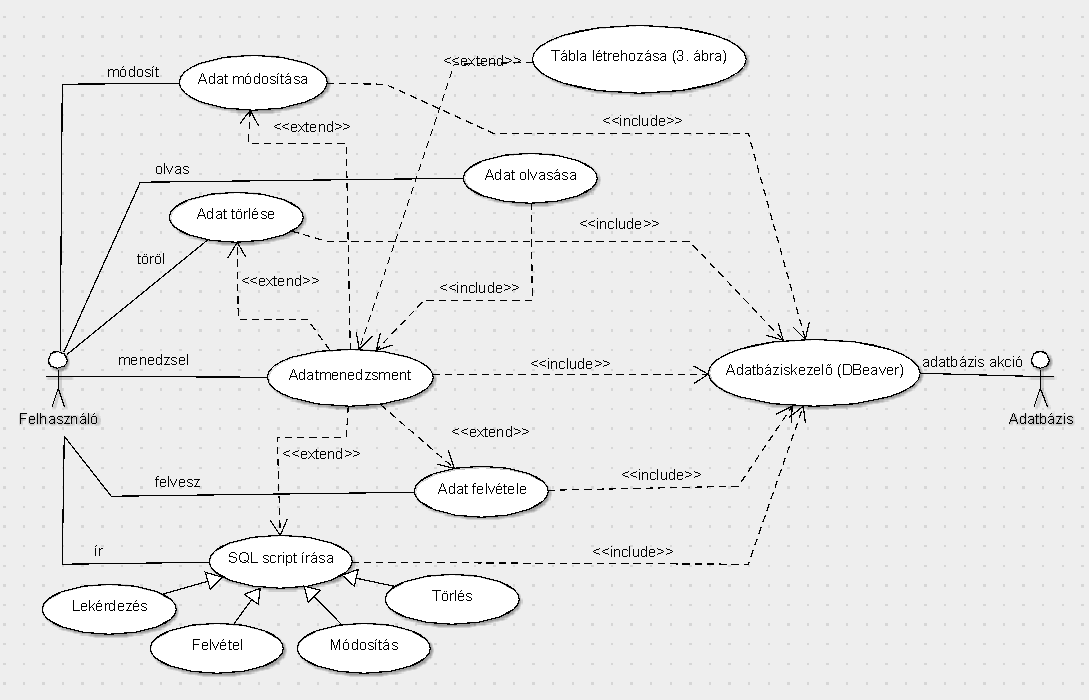 <<extend>>
Tábla létrehozása (3. ábra)
módosít
Adat módosítása
<<extend>>
<<include>>
olvas
Adat olvasása
Adat törlése
<<include>>
töröl
<<extend>>
<<include>>
menedzsel
Adatmenedzsment
<<include>>
Adatbáziskezelő (DBeaver)
adatbázis akció
Felhasználó
Adatbázis
<<extend>>
<<extend>>
felvesz
Adat felvétele
<<include>>
ír
SQL script írása
<<include>>
Lekérdezés
Törlés
Felvétel
Módosítás